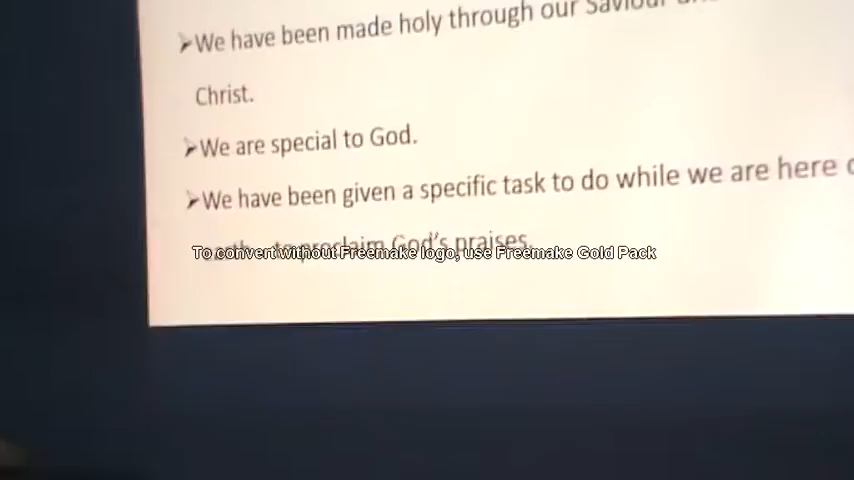 ➢We have been made holy through our Saviour
Christ.
➢We are special to God.
➢We have been given a specific task to do while we are here
to proclaim God's praises.
To convert without Freemake logo, use Freemake Gold Pack